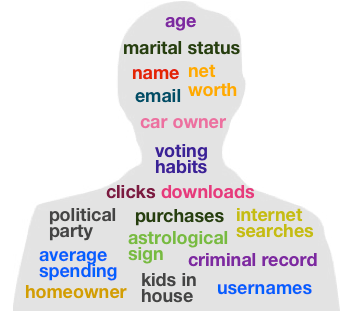 age
marital status
name
net
worth
email
car owner
voting
habits
clicks downloads
political
party
purchases
internet
searches
astrological
sign
average
spending
criminal record
kids in
house
homeowner
usernames